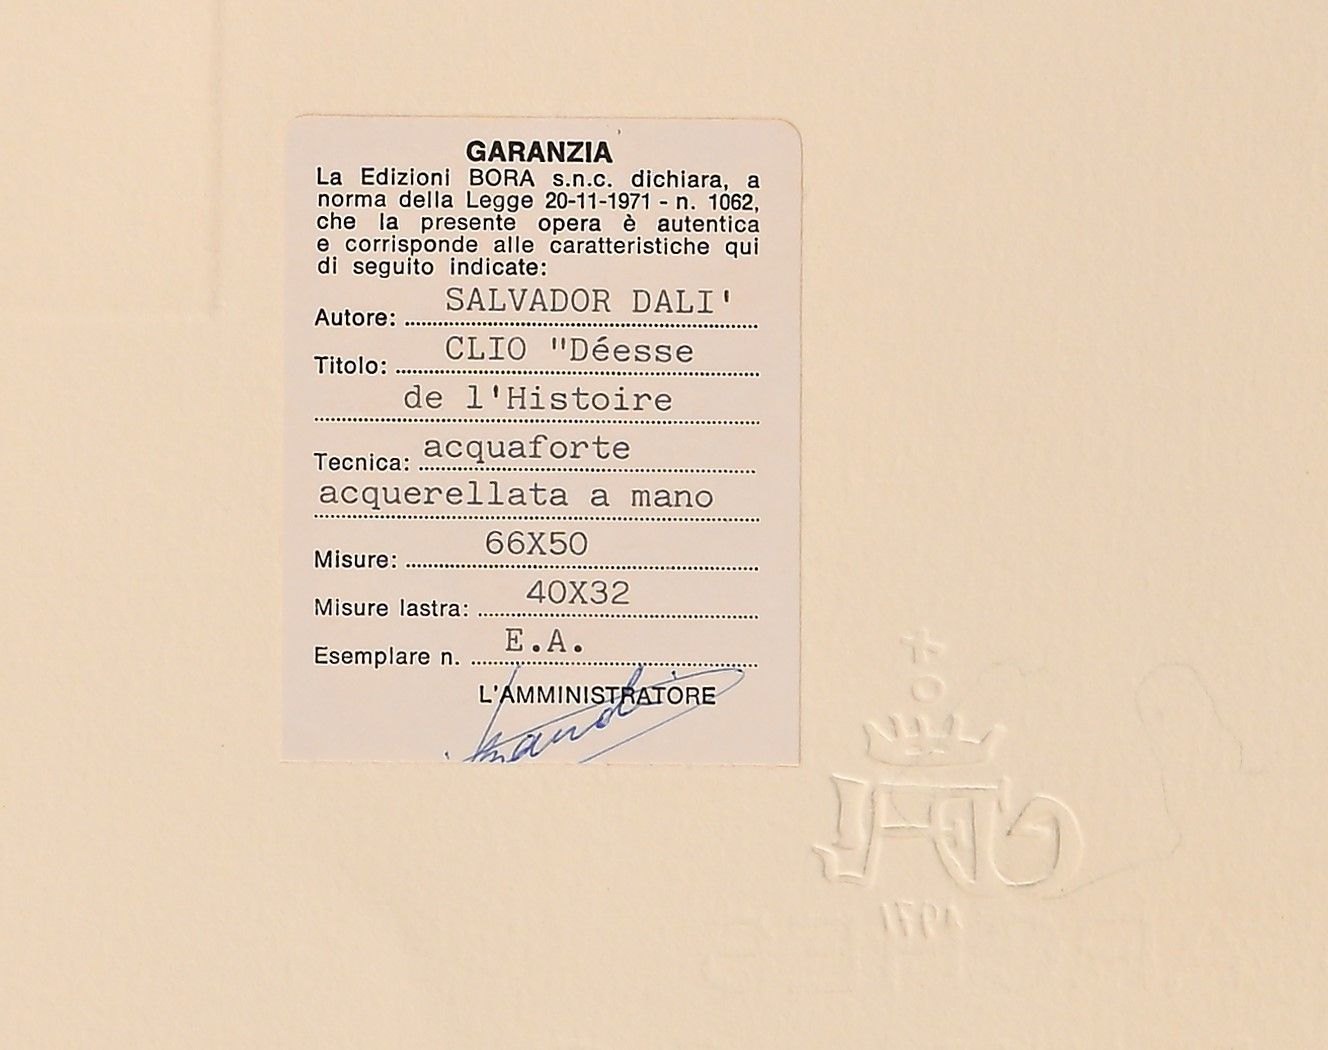 GARANZIA
La Edizioni BORA s.n.c. dichiara, a
norma della Legge 20-11-1971 - n. 1062,
che la presente opera è autentica
e corrisponde alle caratteristiche qui
di seguito indicate:
Autore: SALVADOR DALI'
Titolo: CLIO "Déesse
de l'Histoire
Tecnica: acquaforte
acquerellata a mano
Misure: 66X50
Misure lastra: 40X32
Esemplare n. E.A.
L'AMMINISTRATORE
1971
ARCHES